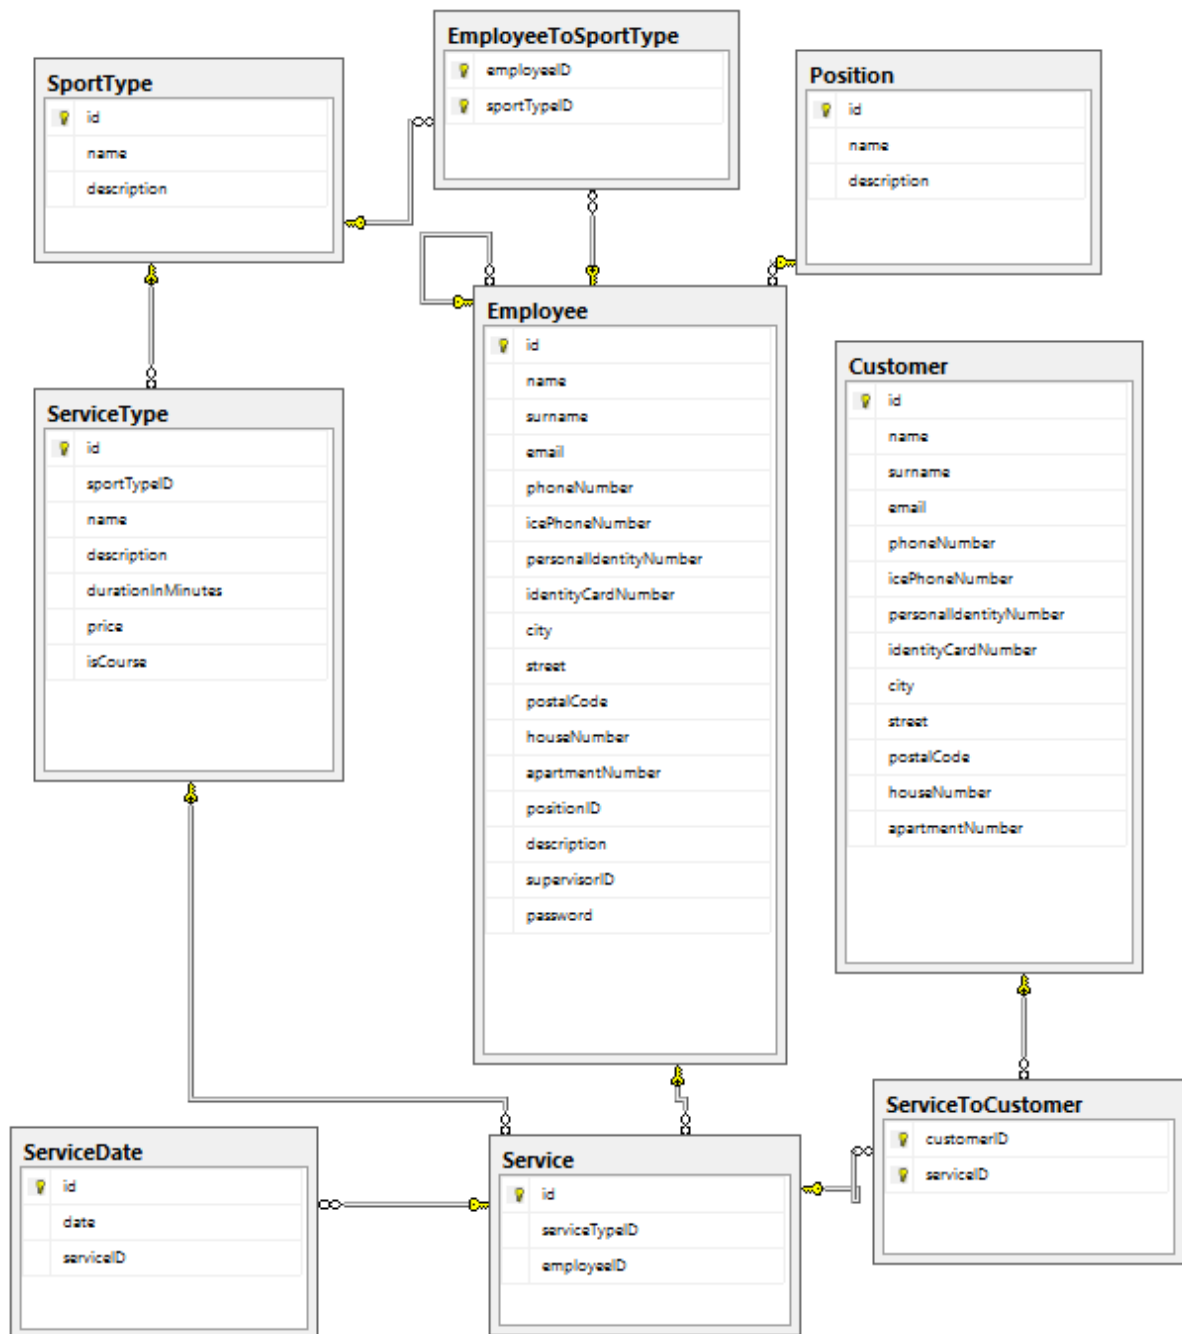 EmployeeToSportType
employeeID
sportTypeID
SportType
id
name
description
Position
id
name
description
Employee
id
name
surname
email
phoneNumber
icePhoneNumber
personalIdentityNumber
identityCardNumber
city
street
postalCode
houseNumber
apartmentNumber
positionID
description
supervisorID
password
Customer
id
name
surname
email
phoneNumber
icePhoneNumber
personalIdentityNumber
identityCardNumber
city
street
postalCode
houseNumber
apartmentNumber
ServiceType
id
sportTypeID
name
description
durationInMinutes
price
isCourse
ServiceDate
id
date
serviceID
Service
id
serviceTypeID
employeeID
ServiceToCustomer
customerID
serviceID